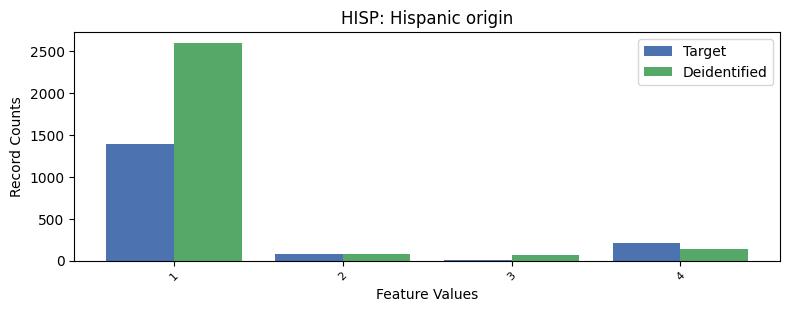 HISP: Hispanic origin
Target
Deidentified
Record Counts
2500
2000
1500
1000
500
0
1 2 3 4
Feature Values